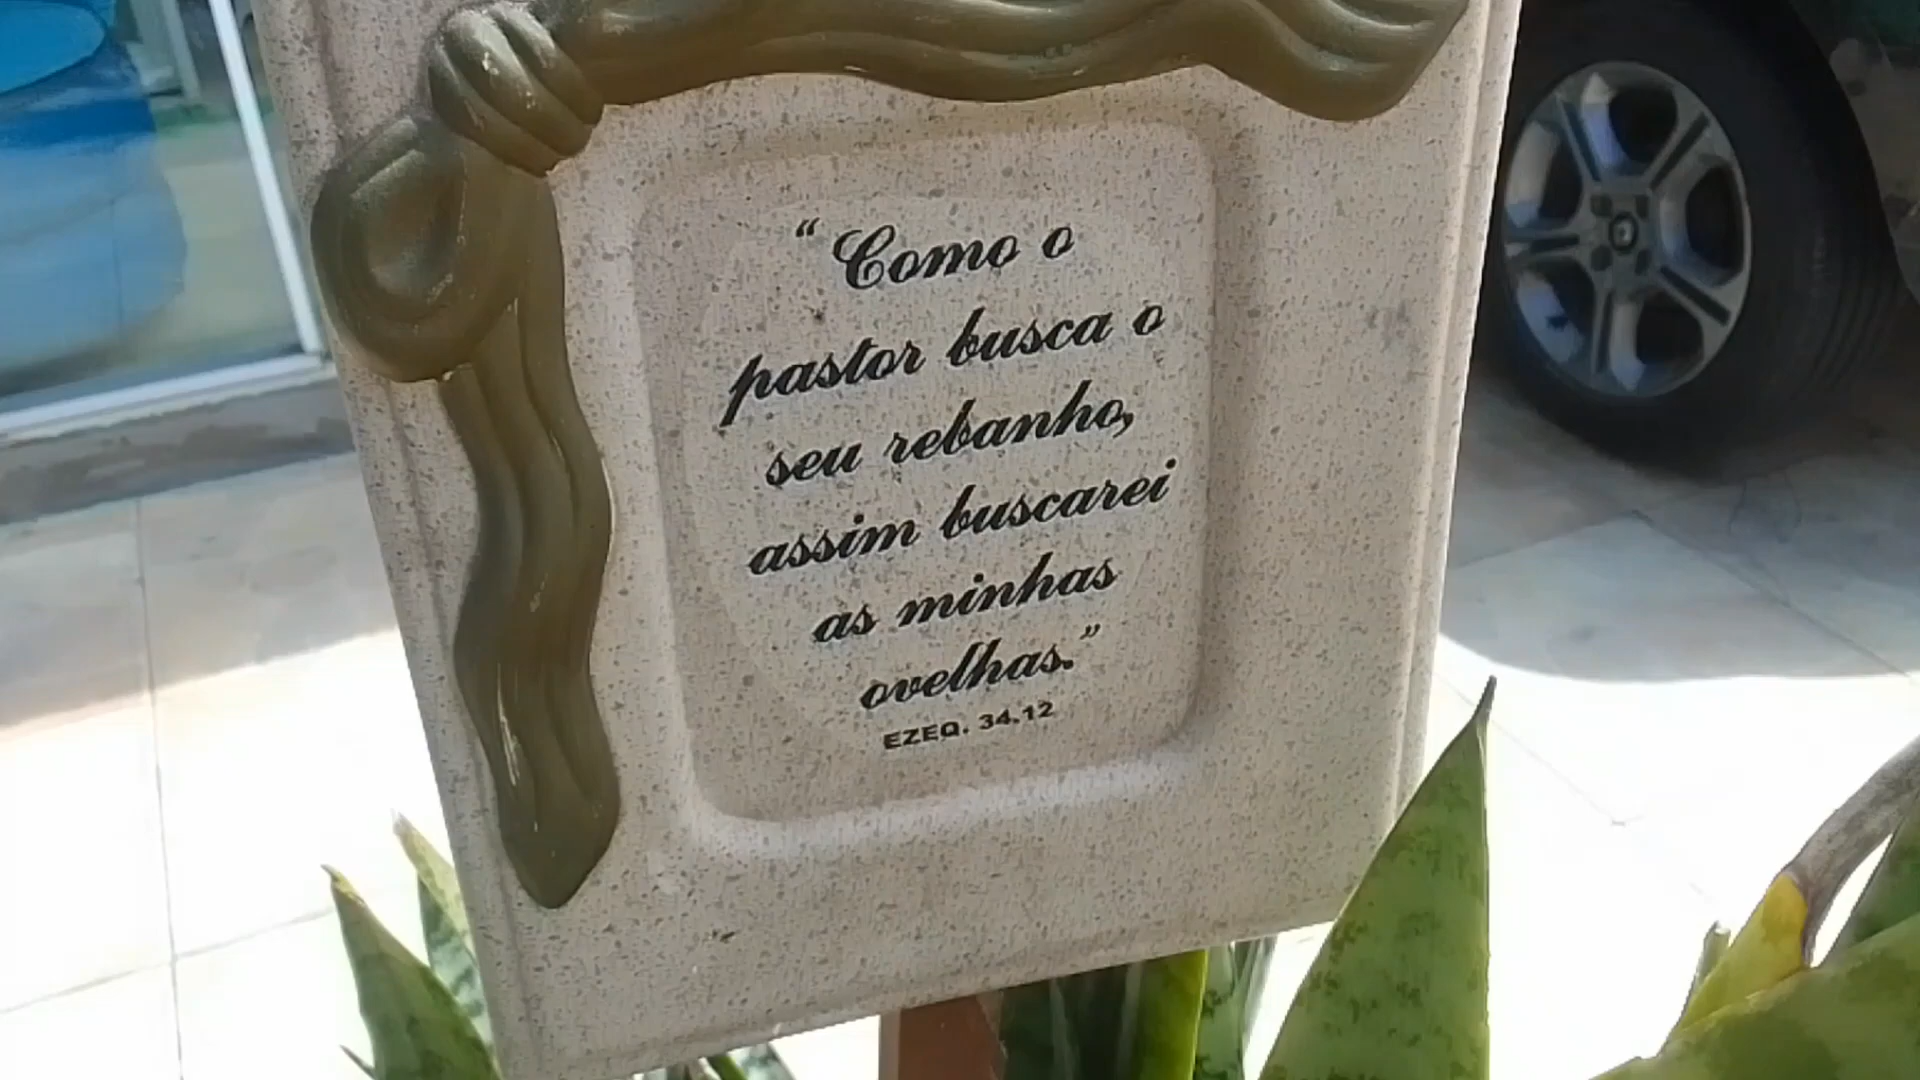 “Como o
pastor busca o
seu rebanho,
assim buscarei
as minhas
ovelhas.”
EZEQ. 34.12